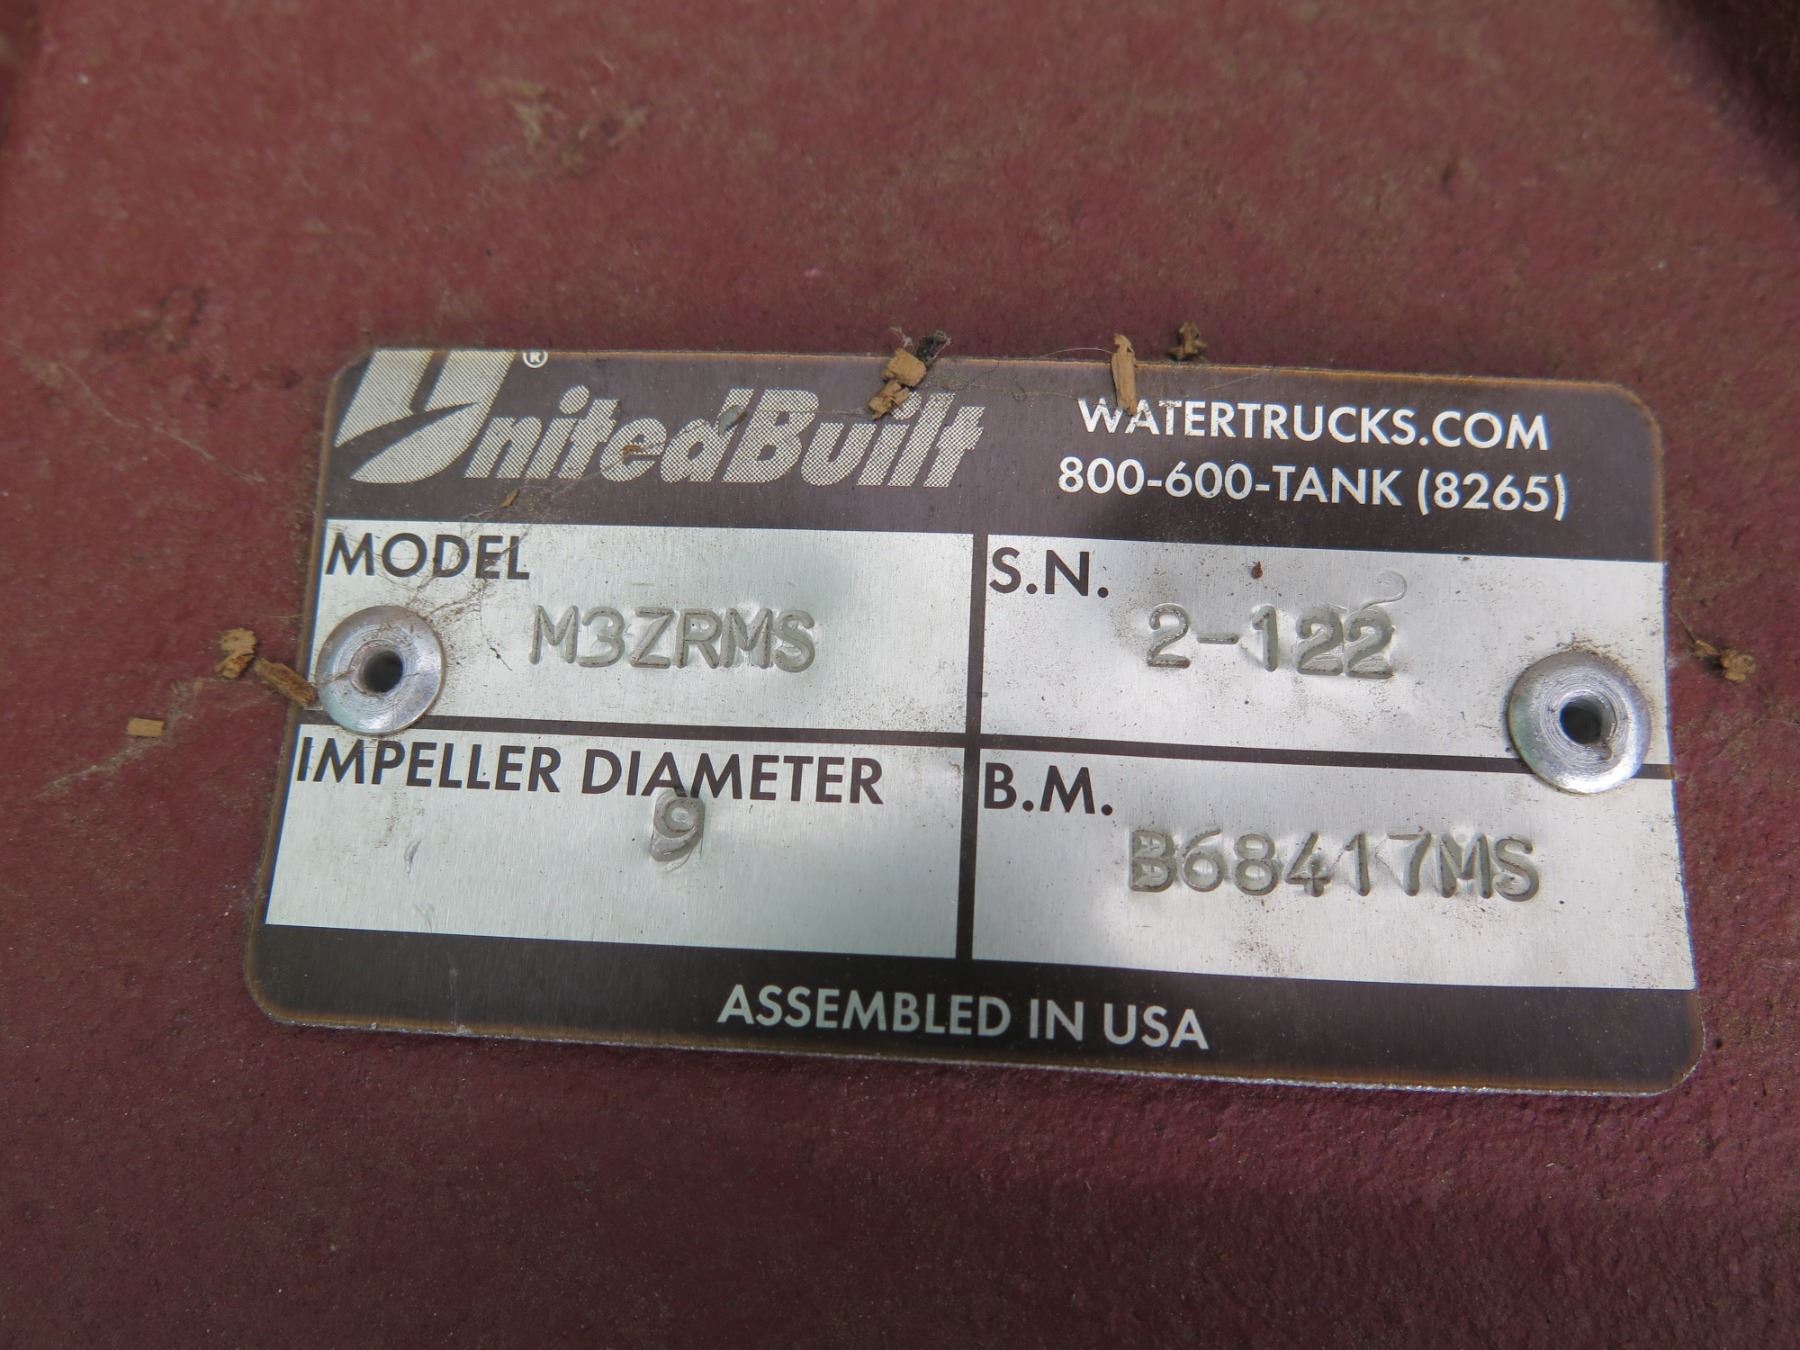 UnitedBuilt®
WATERTRUCKS.COM
800-600-TANK (8265)
MODEL
M3ZRMS
S.N.
2-122
IMPELLER DIAMETER
9
B.M.
B68417MS
ASSEMBLED IN USA